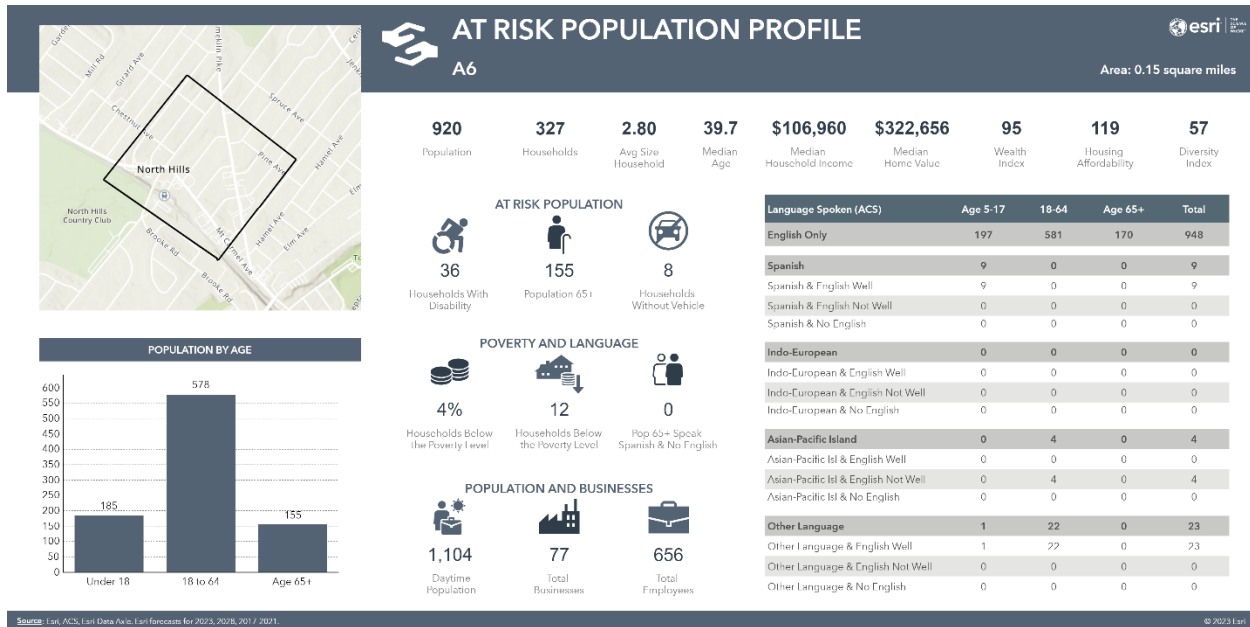 AT RISK POPULATION PROFILE
A6
esri
THE SCIENCE OF WHERE
Area: 0.15 square miles
Mill Rd
Girard Ave
Chestnut Ave
Spruce Ave
Pine Ave
Hamel Ave
North Hills
North Hills
Country Club
Brooke Rd
Mt Carmel Ave
Hamel Ave
Elm Ave
Brooke Rd
920
Population
327
Households
2.80
Avg Size
Household
39.7
Median
Age
$106,960
Median
Household Income
$322,656
Median
Home Value
95
Wealth
Index
119
Housing
Affordability
57
Diversity
Index
AT RISK POPULATION
36
Households With
Disability
155
Population 65+
8
Households
Without Vehicle
POVERTY AND LANGUAGE
4%
Households Below
the Poverty Level
12
Households Below
the Poverty Level
0
Pop 65+ Speak
Spanish & No English
POPULATION AND BUSINESSES
1,104
Daytime
Population
77
Total
Businesses
656
Total
Employees
POPULATION BY AGE
600
550
500
450
400
350
300
250
200
150
100
50
0
185
578
155
Under 18 18 to 64 Age 65+
Language Spoken (ACS) Age 5-17 18-64 Age 65+ Total
English Only 197 581 170 948
Spanish 9 0 0 9
Spanish & English Well 9 0 0 9
Spanish & English Not Well 0 0 0 0
Spanish & No English 0 0 0 0
Indo-European 0 0 0 0
Indo-European & English Well 0 0 0 0
Indo-European & English Not Well 0 0 0 0
Indo-European & No English 0 0 0 0
Asian-Pacific Island 0 4 0 4
Asian-Pacific Isl & English Well 0 0 0 0
Asian-Pacific Isl & English Not Well 0 4 0 4
Asian-Pacific Isl & No English 0 0 0 0
Other Language 1 22 0 23
Other Language & English Well 1 22 0 23
Other Language & English Not Well 0 0 0 0
Other Language & No English 0 0 0 0
Source: Esri, ACS, Esri Data Axle. Esri forecasts for 2023, 2028, 2017-2021.
© 2023 Esri